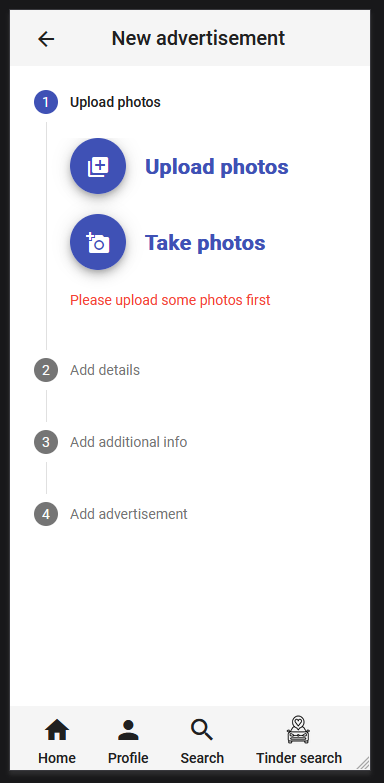 New advertisement
1 Upload photos
Upload photos
Take photos
Please upload some photos first
2 Add details
3 Add additional info
4 Add advertisement
Home Profile Search Tinder search